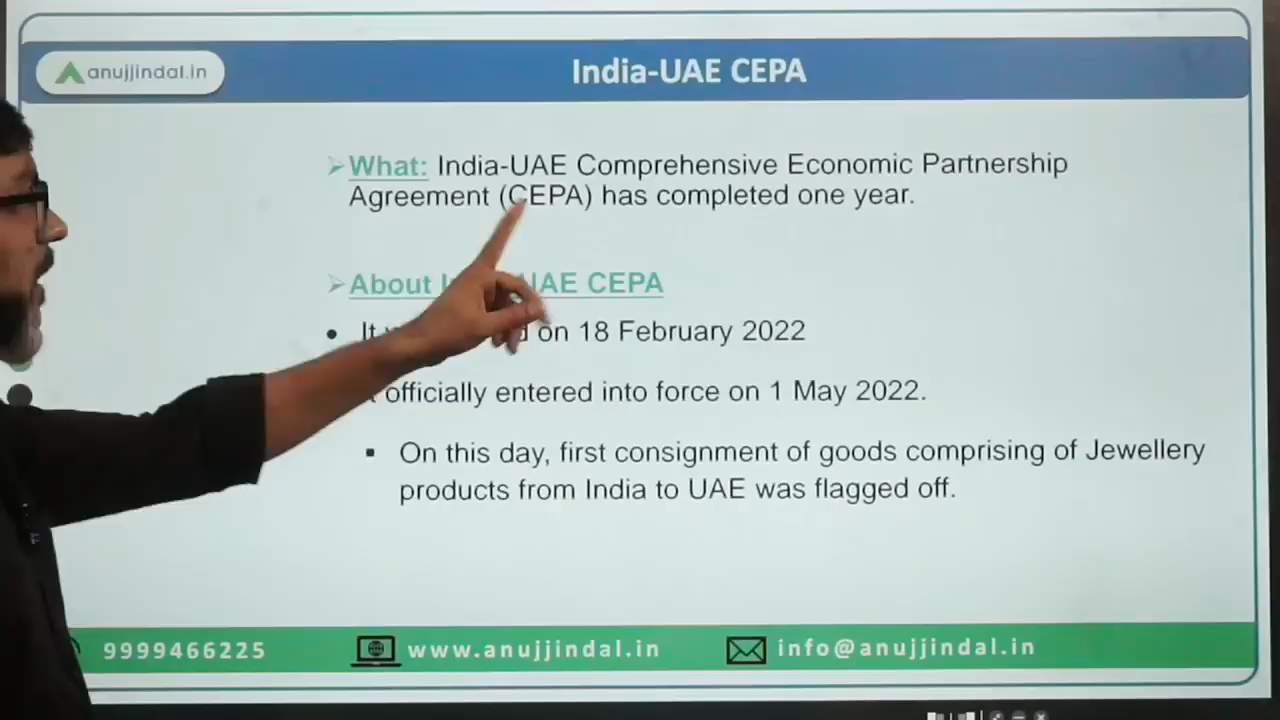 anujjindal.in
India-UAE CEPA
➢What: India-UAE Comprehensive Economic Partnership
Agreement (CEPA) has completed one year.
➢About UAE CEPA
• It on 18 February 2022
officially entered into force on 1 May 2022.
▪ On this day, first consignment of goods comprising of Jewellery
products from India to UAE was flagged off.
9999466225 www.anujjindal.in info@anujjindal.in